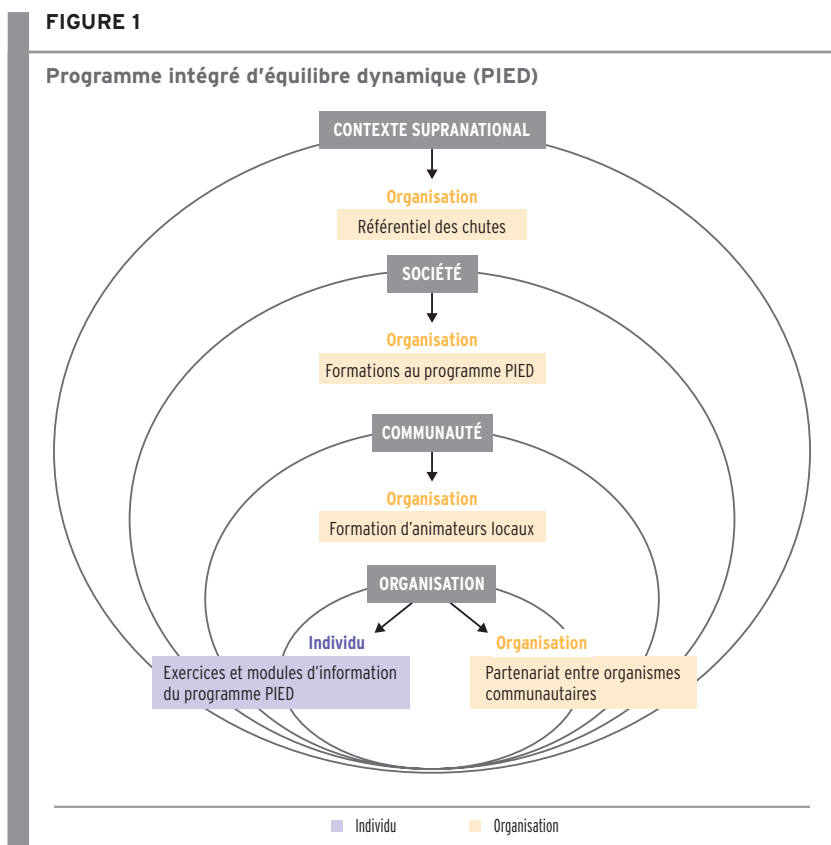 FIGURE 1
Programme intégré d'équilibre dynamique (PIED)
CONTEXTE SUPRANATIONAL
Organisation
Référentiel des chutes
SOCIÉTÉ
Organisation
Formations au programme PIED
COMMUNAUTÉ
Organisation
Formation d'animateurs locaux
ORGANISATION
Individu
Exercices et modules d'information
du programme PIED
Organisation
Partenariat entre organismes
communautaires
Individu
Organisation